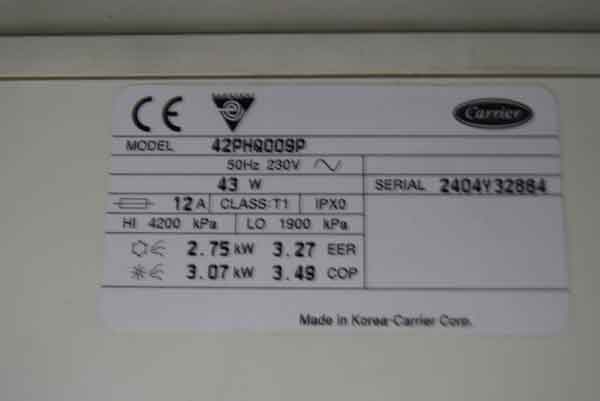 CE
Carrier
MODEL 42PHQ009P
50Hz 230V
43 W
SERIAL 2404Y32884
12 A CLASS:T1 IPX0
HI 4200 kPa LO 1900 kPa
2.75 kW 3.27 EER
3.07 kW 3.49 COP
Made in Korea-Carrier Corp.